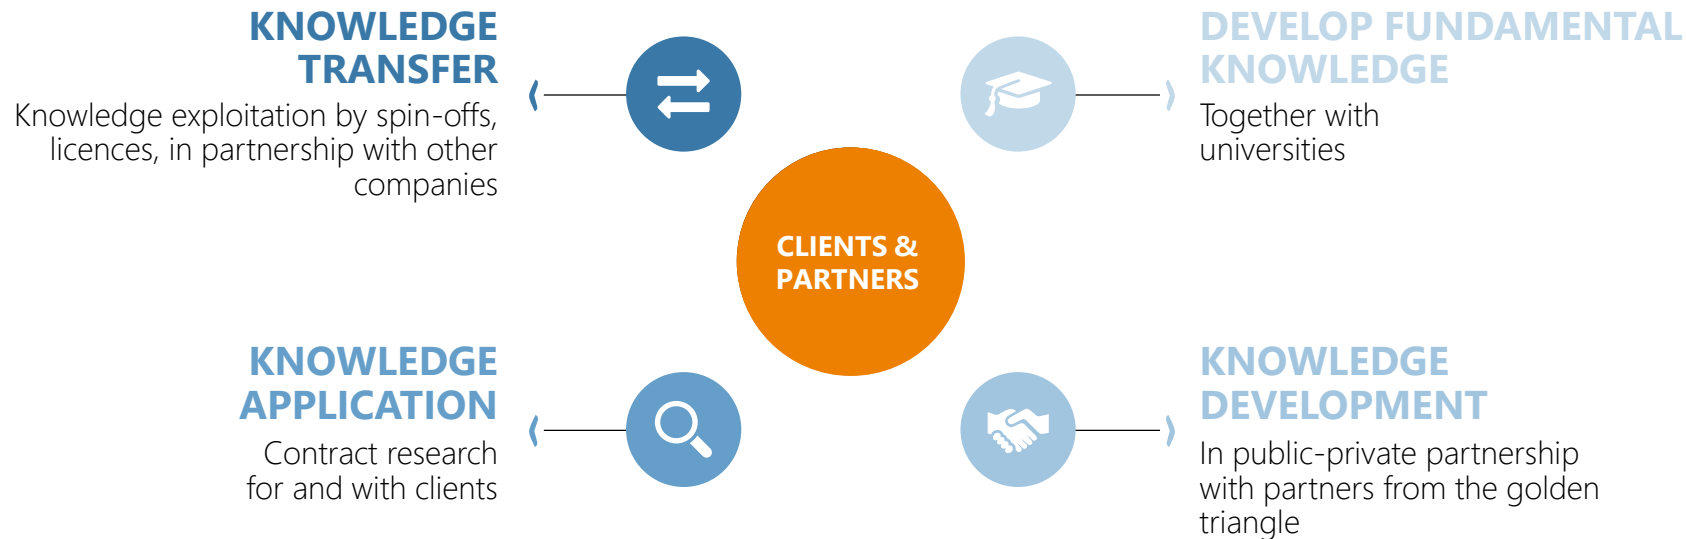 KNOWLEDGE
TRANSFER
Knowledge exploitation by spin-offs,
licences, in partnership with other
companies
DEVELOP FUNDAMENTAL
KNOWLEDGE
Together with
universities
CLIENTS &
PARTNERS
KNOWLEDGE
APPLICATION
Contract research
for and with clients
KNOWLEDGE
DEVELOPMENT
In public-private partnership
with partners from the golden
triangle